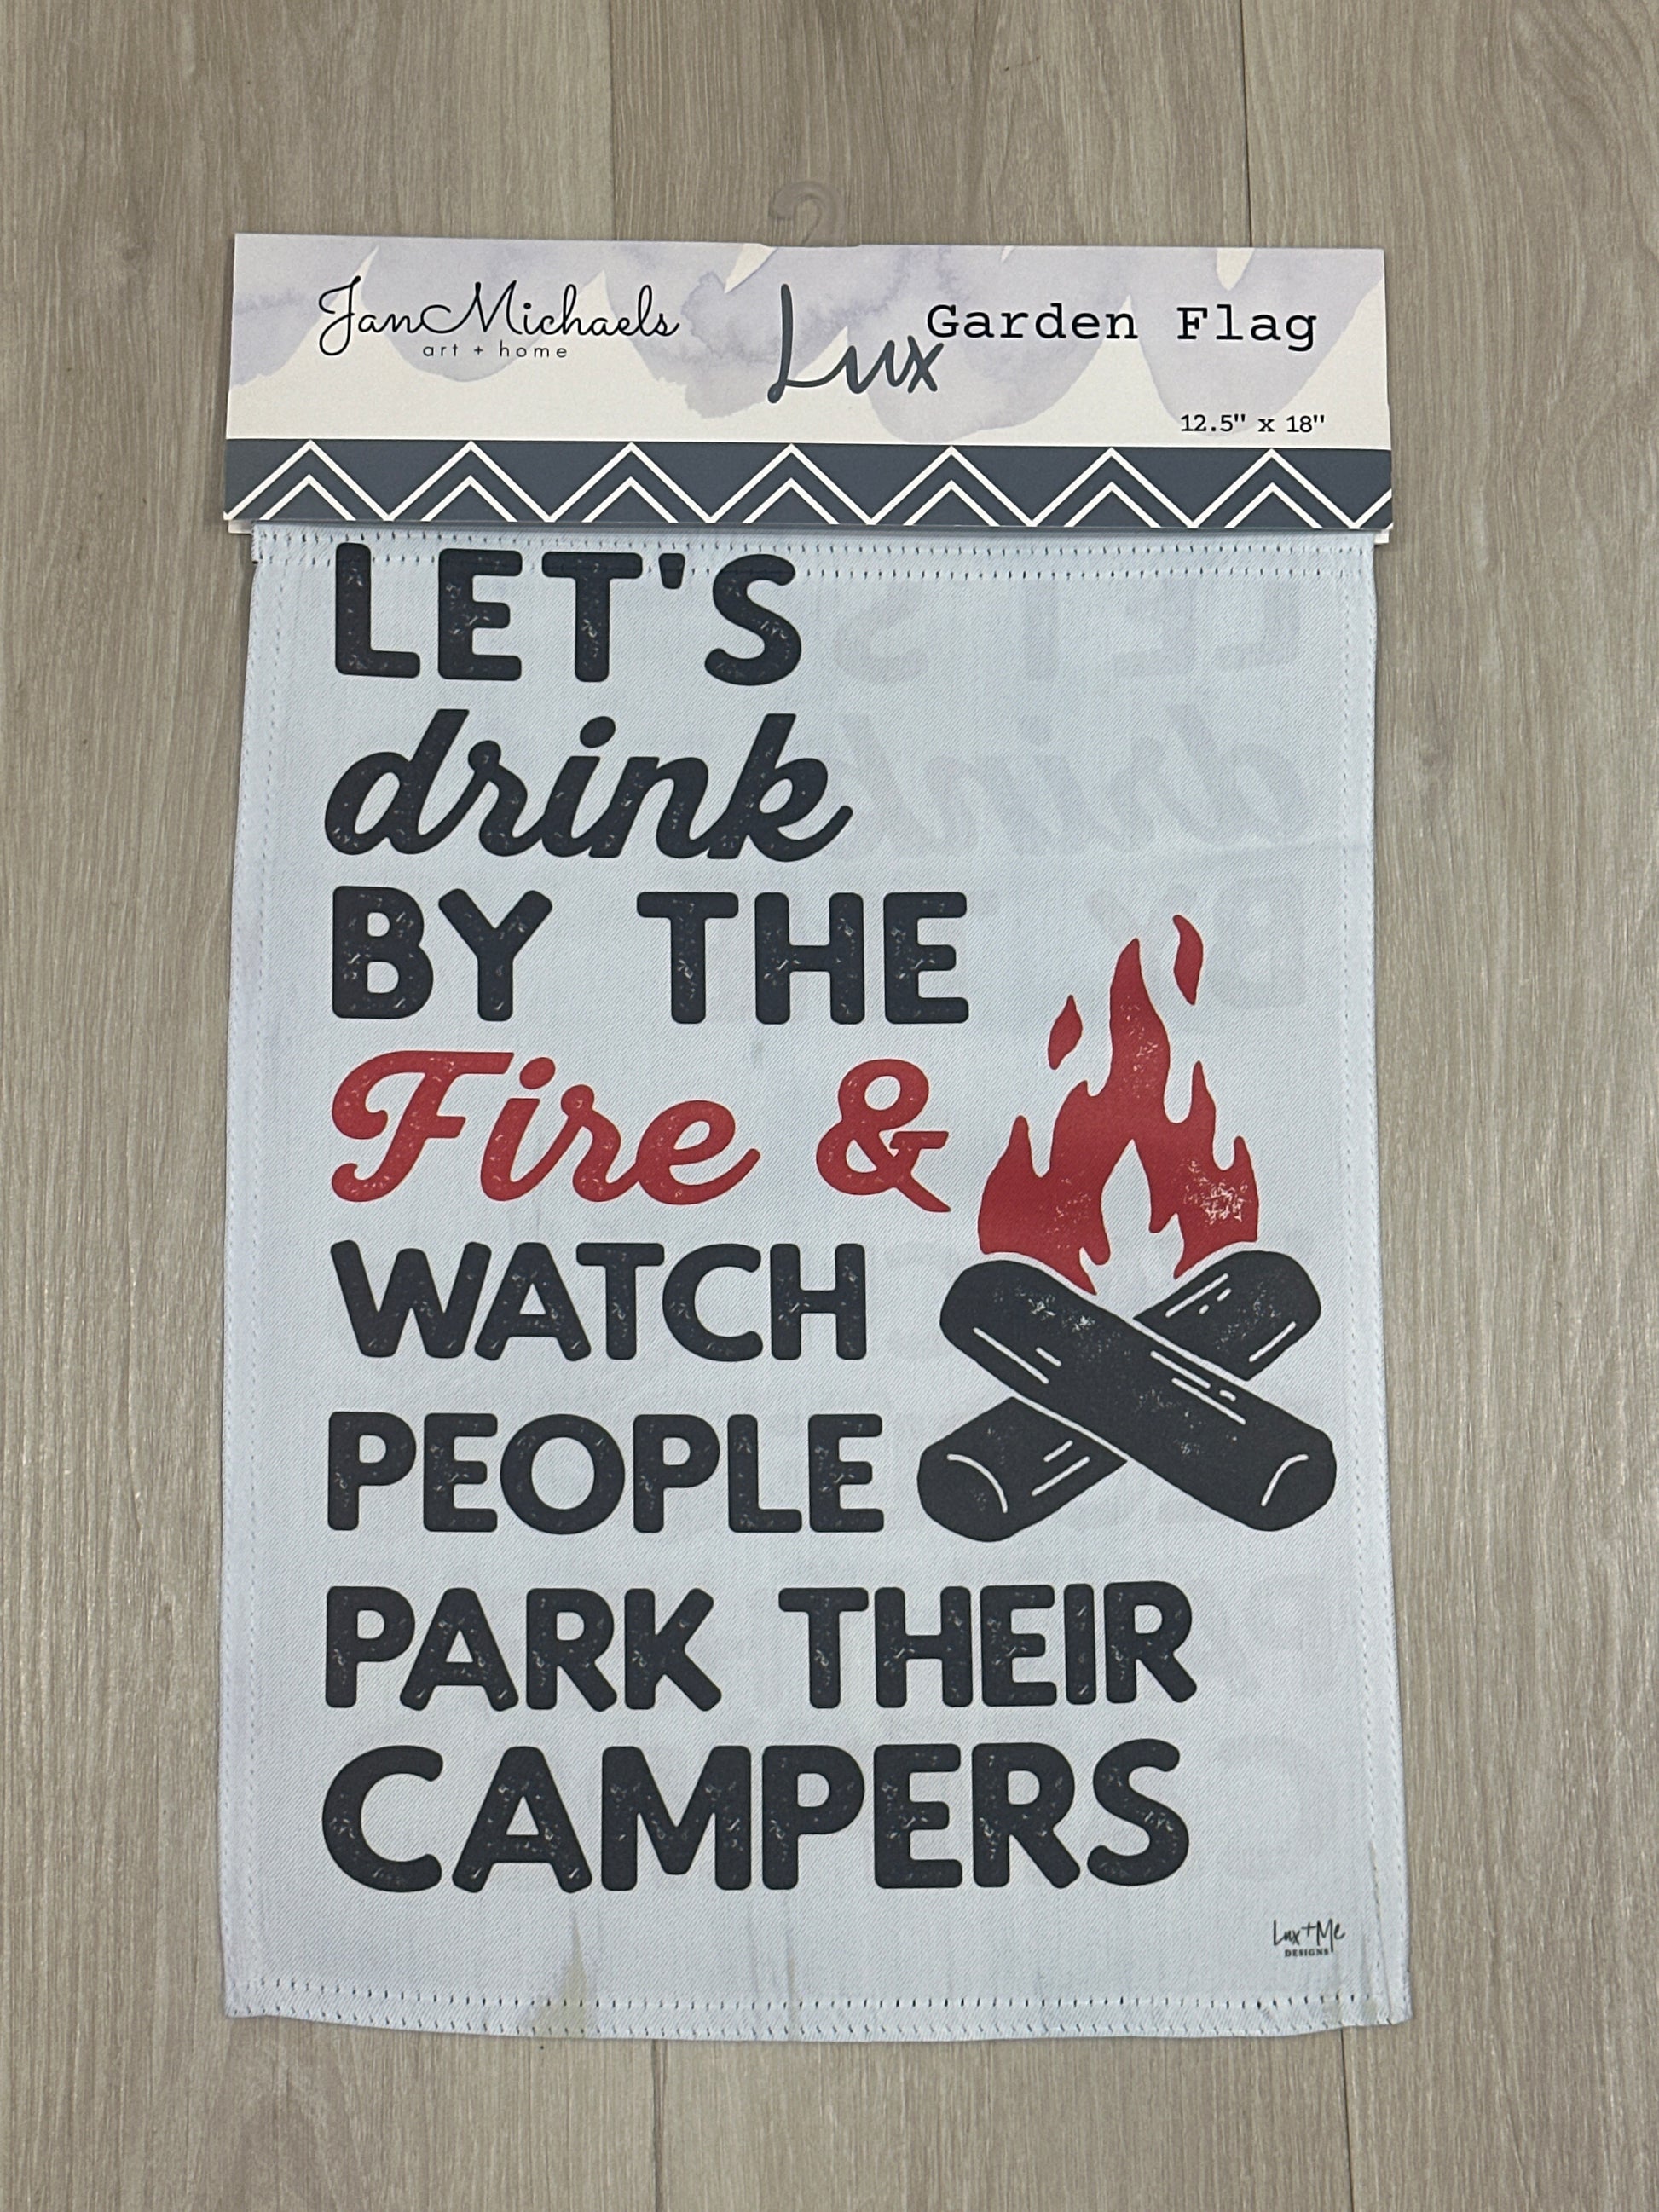 JanMichaels
art + home
Lux
Garden Flag
12.5" x 18"
LET'S
drink
BY THE
Fire &
WATCH
PEOPLE
PARK THEIR
CAMPERS
Lux+Me
DESIGNS